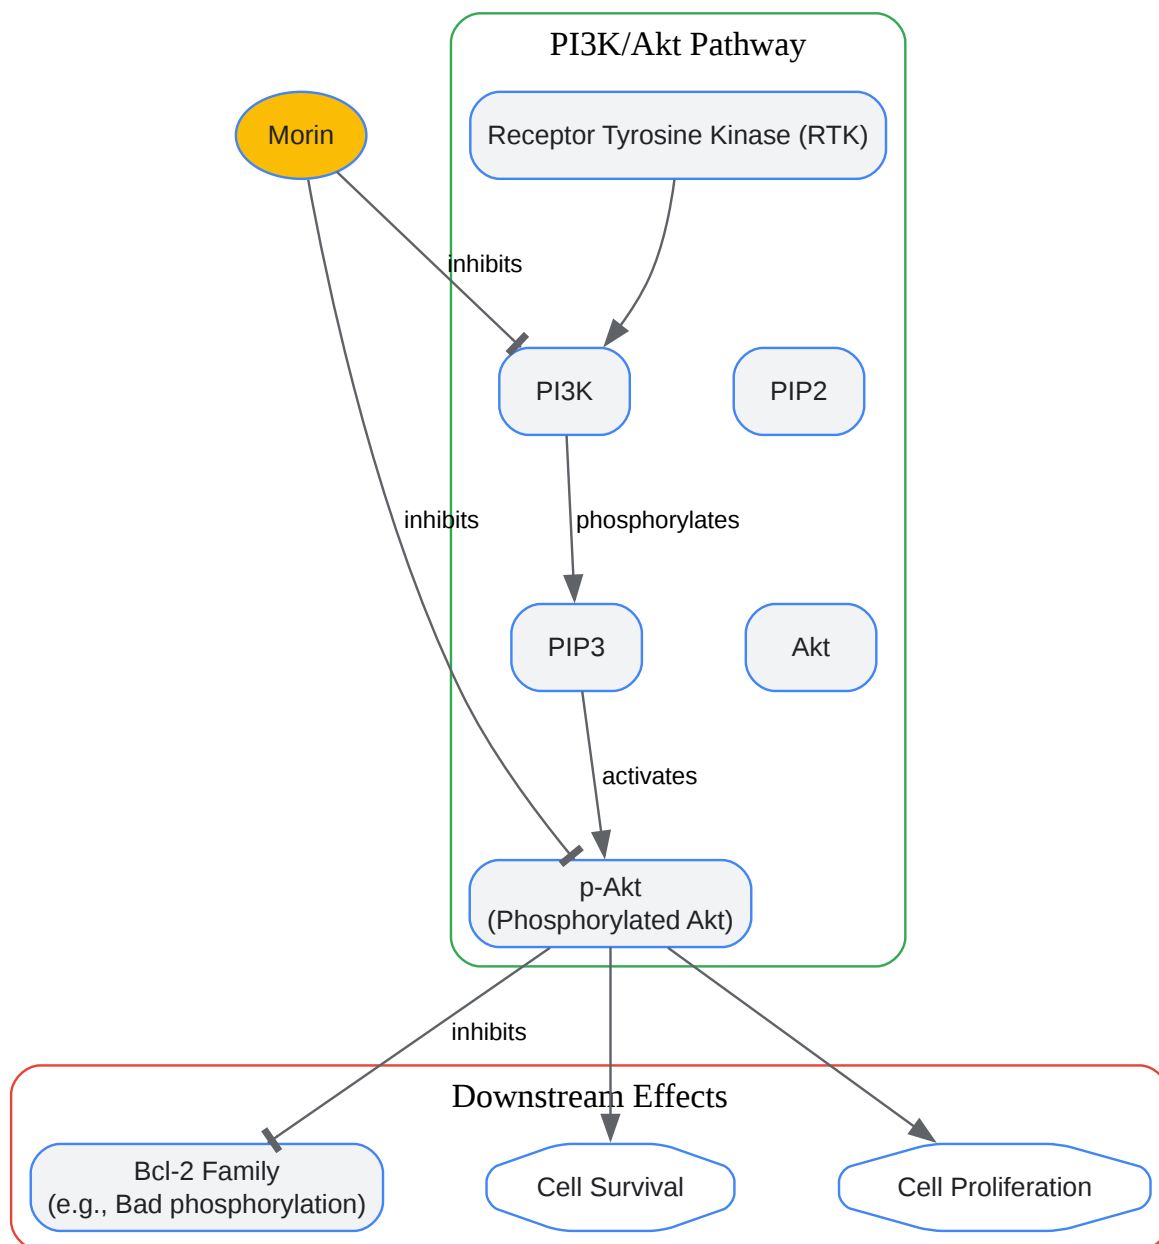 PI3K/Akt Pathway
Morin
Receptor Tyrosine Kinase (RTK)
inhibits
PI3K
PIP2
inhibits
phosphorylates
PIP3
Akt
activates
p-Akt
(Phosphorylated Akt)
inhibits
Downstream Effects
Bcl-2 Family
(e.g., Bad phosphorylation)
Cell Survival
Cell Proliferation